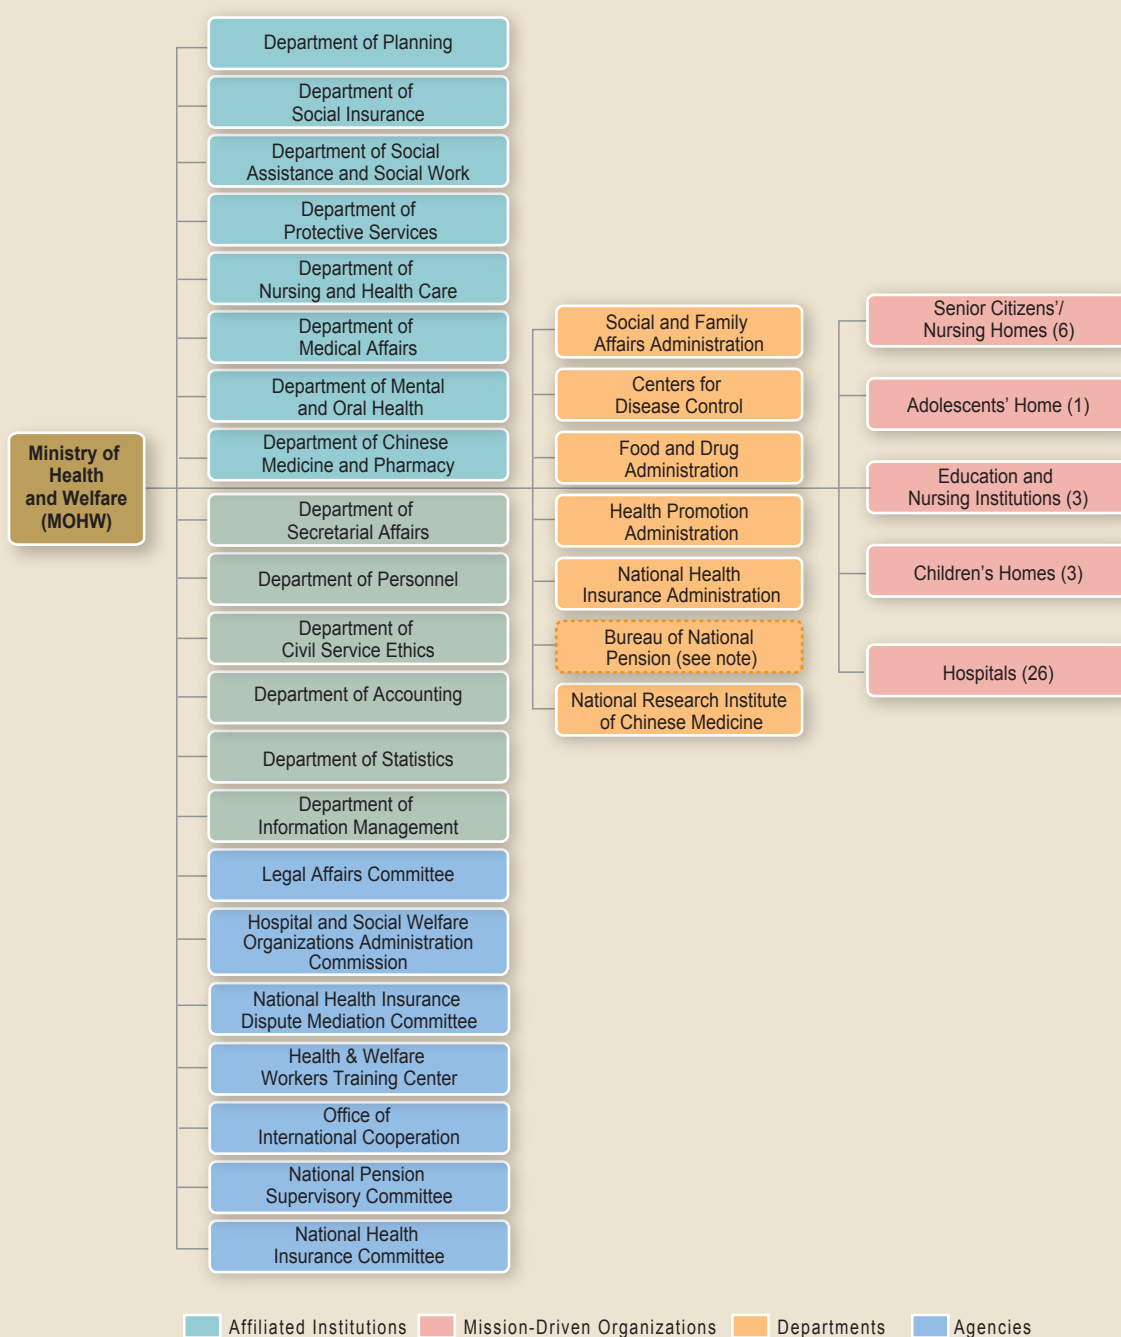 Ministry of
Health
and Welfare
(MOHW)
Department of Planning
Department of
Social Insurance
Department of Social
Assistance and Social Work
Department of
Protective Services
Department of
Nursing and Health Care
Department of
Medical Affairs
Department of Mental
and Oral Health
Department of Chinese
Medicine and Pharmacy
Department of
Secretarial Affairs
Department of Personnel
Department of
Civil Service Ethics
Department of Accounting
Department of Statistics
Department of
Information Management
Legal Affairs Committee
Hospital and Social Welfare
Organizations Administration
Commission
National Health Insurance
Dispute Mediation Committee
Health & Welfare
Workers Training Center
Office of
International Cooperation
National Pension
Supervisory Committee
National Health
Insurance Committee
Social and Family
Affairs Administration
Centers for
Disease Control
Food and Drug
Administration
Health Promotion
Administration
National Health
Insurance Administration
Bureau of National
Pension (see note)
National Research Institute
of Chinese Medicine
Senior Citizens’/
Nursing Homes (6)
Adolescents’ Home (1)
Education and
Nursing Institutions (3)
Children’s Homes (3)
Hospitals (26)
Affiliated Institutions
Mission-Driven Organizations
Departments
Agencies